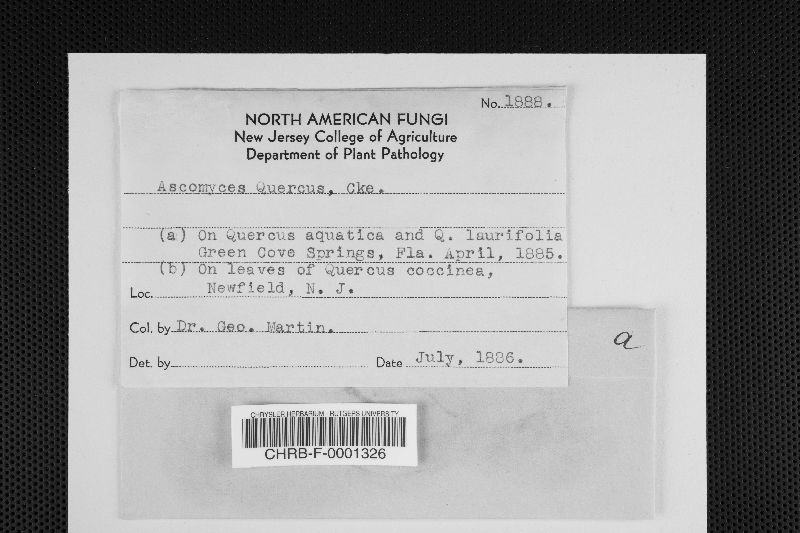 No. 1888.
NORTH AMERICAN FUNGI
New Jersey College of Agriculture
Department of Plant Pathology
Ascomyces Quercus, Cke.
(a) On Quercus aquatica and Q. laurifolia
Green Cove Springs, Fla. April, 1885.
(b) On leaves of Quercus coccinea,
Loc. Newfield, N. J.
Col. by Dr. Geo. Martin.
Det. by Date July, 1886.
a
CHRYSLER HERBARIUM - RUTGERS UNIVERSITY
CHRB-F-0001326